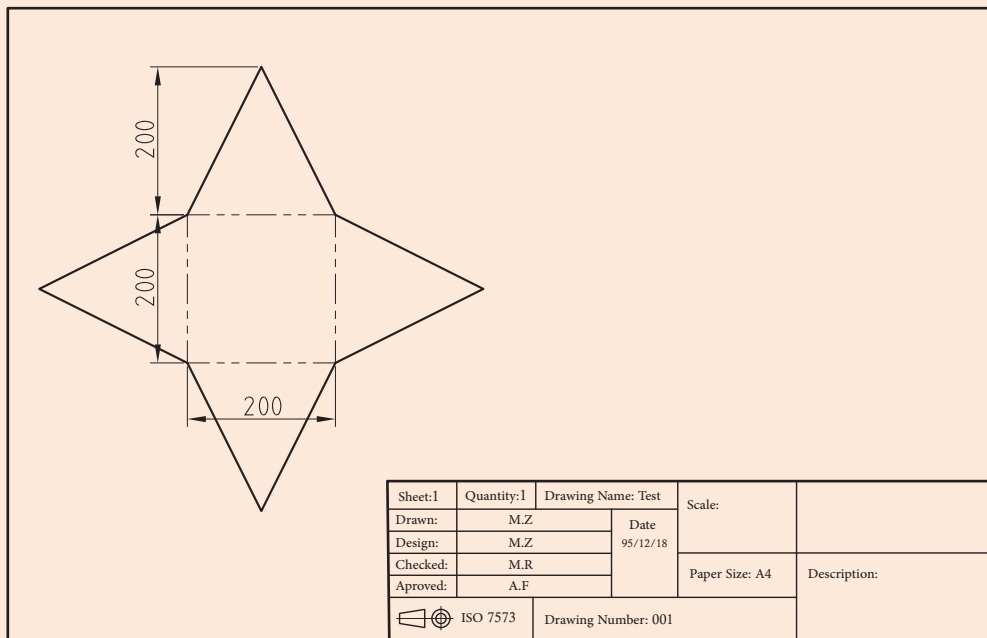 200
200
200
Sheet:1 Quantity:1 Drawing Name: Test
Scale:
Drawn: M.Z
Date
95/12/18
Design: M.Z
Checked: M.R
Aproved: A.F
Paper Size: A4
Description:
ISO 7573
Drawing Number: 001